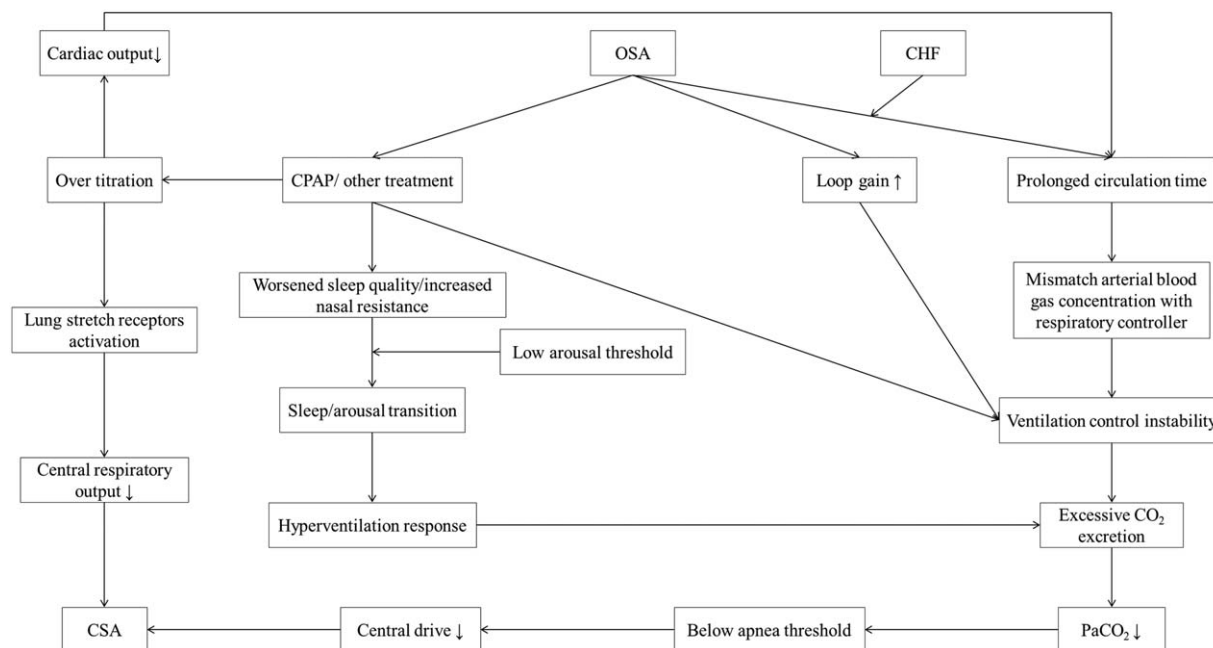 Cardiac output↓
OSA
CHF
Over titration
CPAP/ other treatment
Loop gain ↑
Prolonged circulation time
Worsened sleep quality/increased
nasal resistance
Mismatch arterial blood
gas concentration with
respiratory controller
Lung stretch receptors
activation
Low arousal threshold
Sleep/arousal transition
Ventilation control instability
Central respiratory
output ↓
Hyperventilation response
Excessive CO₂
excretion
CSA
Central drive ↓
Below apnea threshold
PaCO₂ ↓